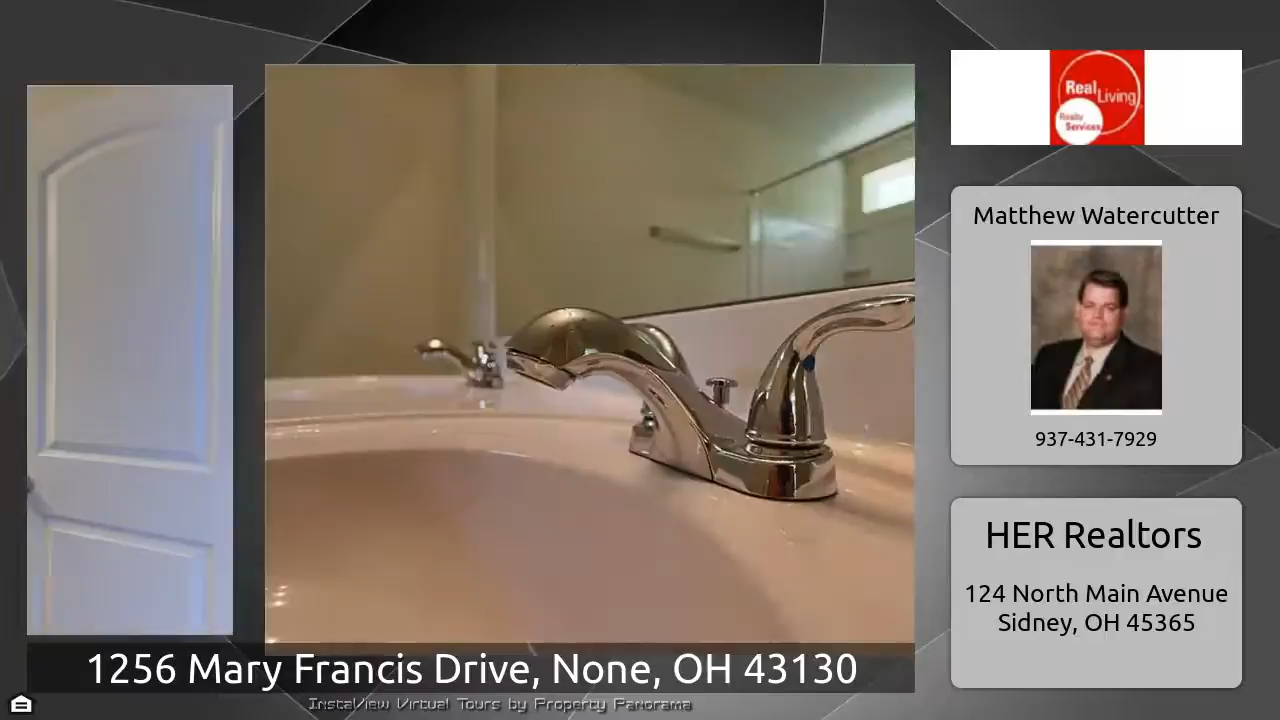 Real
Living
Realty
Services
Matthew Watercutter
937-431-7929
HER Realtors
124 North Main Avenue
Sidney, OH 45365
1256 Mary Francis Drive, None, OH 43130
InstaView Virtual Tours by Property Panorama